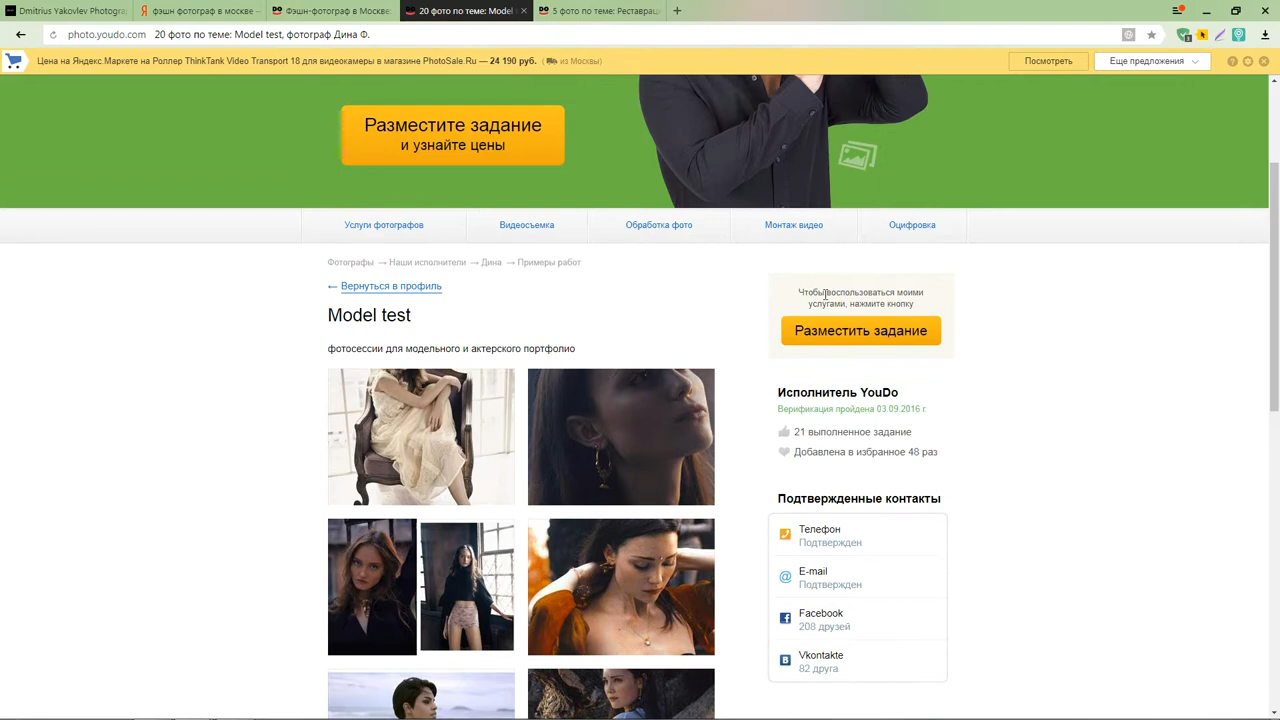 Dmitrius Yakovlev Photograp
фэшн фотограф в москве —
Фэшн-фотограф в Москве:
20 фото по теме: Model t
5 фото по теме: Реставрац
photo.youdo.com 20 фото по теме: Model test, фотограф Дина Ф.
Цена на Яндекс.Маркете на Роллер ThinkTank Video Transport 18 для видеокамеры в магазине PhotoSale.Ru — 24 190 руб. ( из Москвы)
Посмотреть
Еще предложения
Разместите задание
и узнайте цены
Услуги фотографов
Видеосъемка
Обработка фото
Монтаж видео
Оцифровка
Фотографы → Наши исполнители → Дина → Примеры работ
← Вернуться в профиль
Model test
фотосессии для модельного и актерского портфолио
Чтобы воспользоваться моими
услугами, нажмите кнопку
Разместить задание
Исполнитель YouDo
Верификация пройдена 03.09.2016 г
21 выполненное задание
Добавлена в избранное 48 раз
Подтвержденные контакты
Телефон
Подтвержден
E-mail
Подтвержден
Facebook
208 друзей
Vkontakte
82 друга